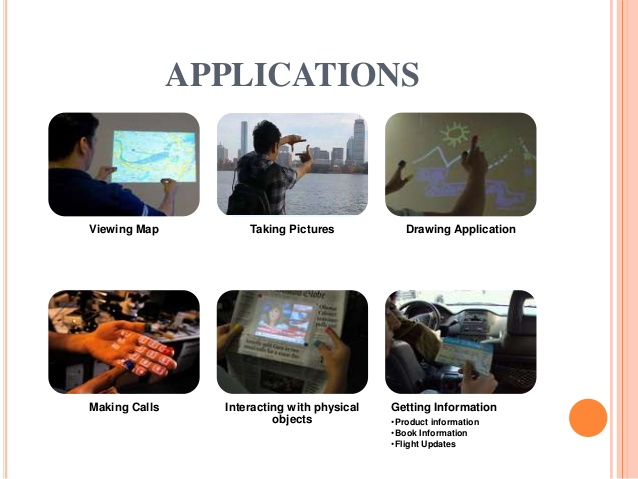 APPLICATIONS
Viewing Map
Taking Pictures
Drawing Application
Making Calls
Interacting with physical
objects
Getting Information
•Product information
•Book Information
•Flight Updates